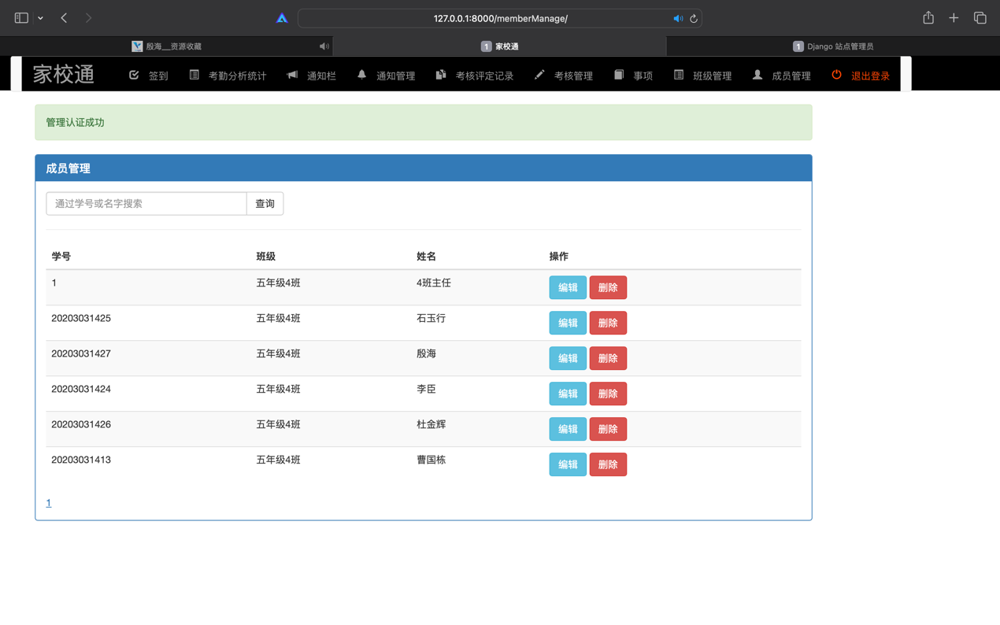 127.0.0.1:8000/memberManage/
殷海__资源收藏
1 家校通
1 Django 站点管理员
家校通 签到 考勤分析统计 通知栏 通知管理 考核评定记录 考核管理 事项 班级管理 成员管理 退出登录
管理认证成功
成员管理
通过学号或名字搜索 查询
学号 班级 姓名 操作
1 五年级4班 4班主任 编辑 删除
20203031425 五年级4班 石玉行 编辑 删除
20203031427 五年级4班 殷海 编辑 删除
20203031424 五年级4班 李臣 编辑 删除
20203031426 五年级4班 杜金辉 编辑 删除
20203031413 五年级4班 曹国栋 编辑 删除
1